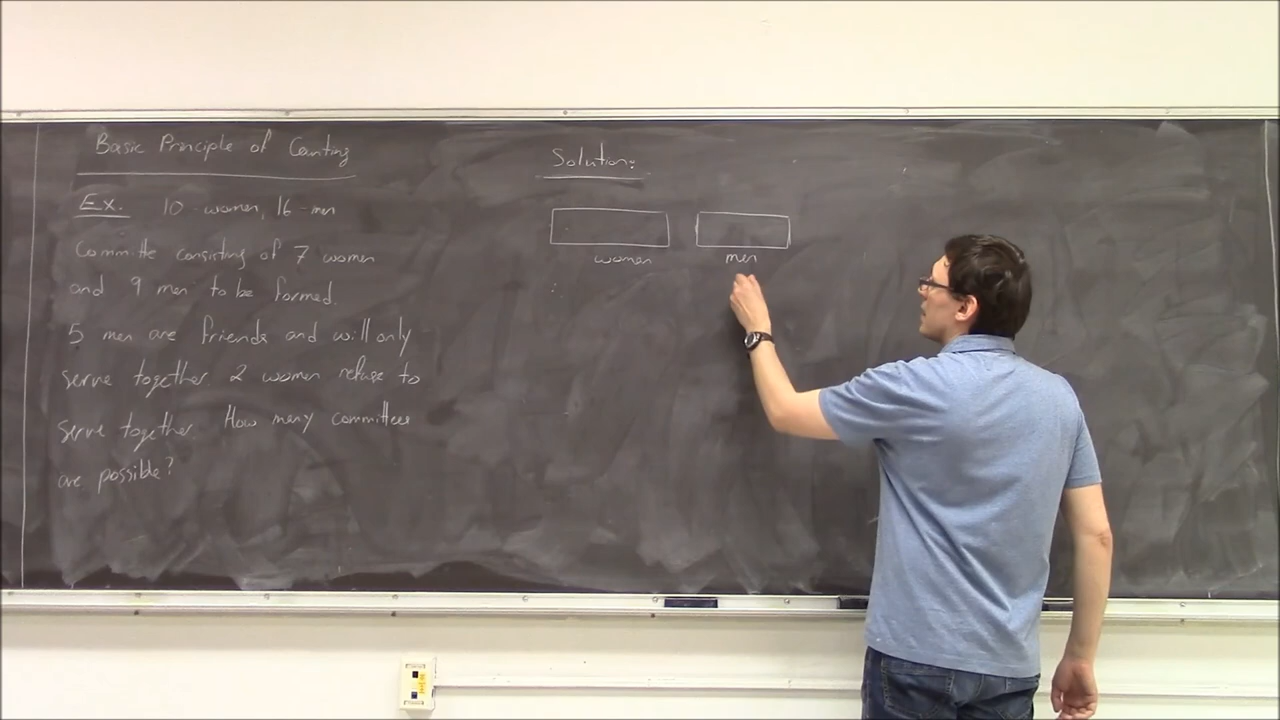 Basic Principle of Counting
Ex. 10-women, 16-men
Committe consisting of 7 women
and 9 men to be formed.
5 men are friends and will only
serve together. 2 women refuse to
serve together. How many committees
are possible?
Solution:
women men